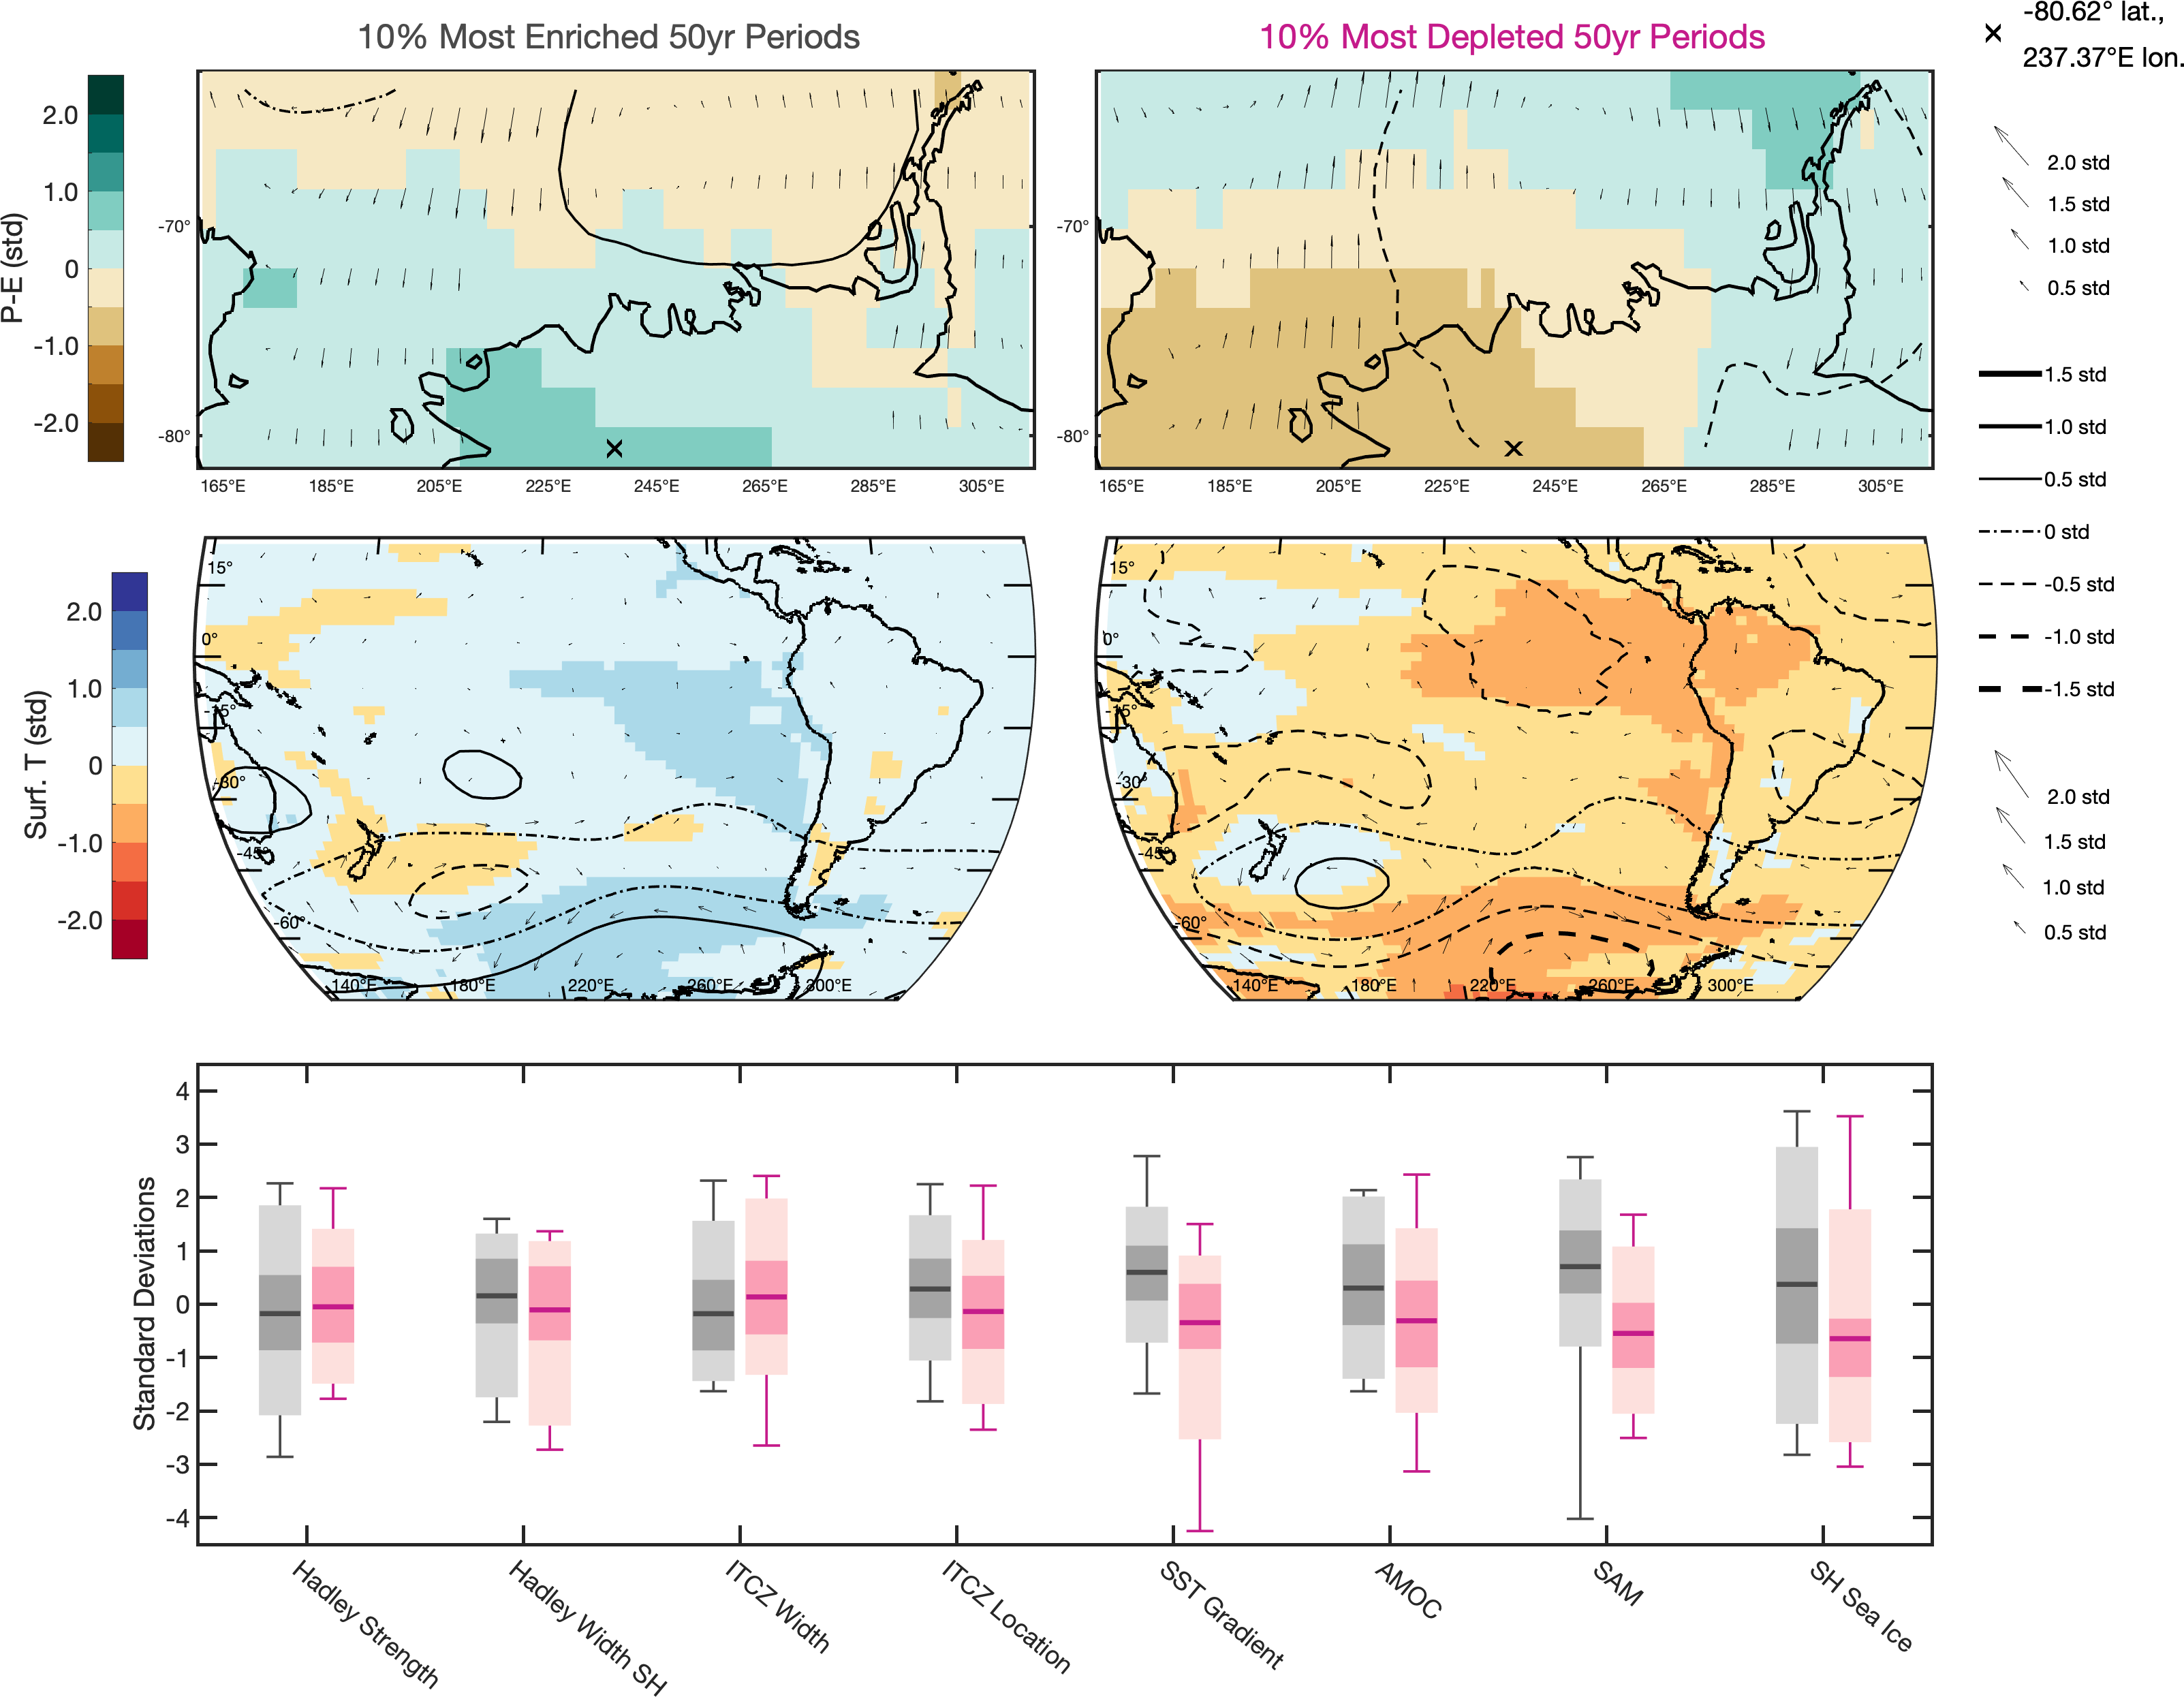 10% Most Enriched 50yr Periods
10% Most Depleted 50yr Periods
-80.62° lat.,
237.37°E lon.
P-E (std)
2.0
1.0
0
-1.0
-2.0
-70°
-80°
165°E 185°E 205°E 225°E 245°E 265°E 285°E 305°E
-70°
-80°
165°E 185°E 205°E 225°E 245°E 265°E 285°E 305°E
2.0 std
1.5 std
1.0 std
0.5 std
1.5 std
1.0 std
0.5 std
0 std
-0.5 std
-1.0 std
-1.5 std
Surf. T (std)
2.0
1.0
0
-1.0
-2.0
15°
0°
-15°
-30°
-45°
-60°
140°E 180°E 220°E 260°E 300°E
15°
0°
-15°
-30°
-45°
-60°
140°E 180°E 220°E 260°E 300°E
2.0 std
1.5 std
1.0 std
0.5 std
Standard Deviations
4
3
2
1
0
-1
-2
-3
-4
Hadley Strength
Hadley Width SH
ITCZ Width
ITCZ Location
SST Gradient
AMOC
SAM
SH Sea Ice